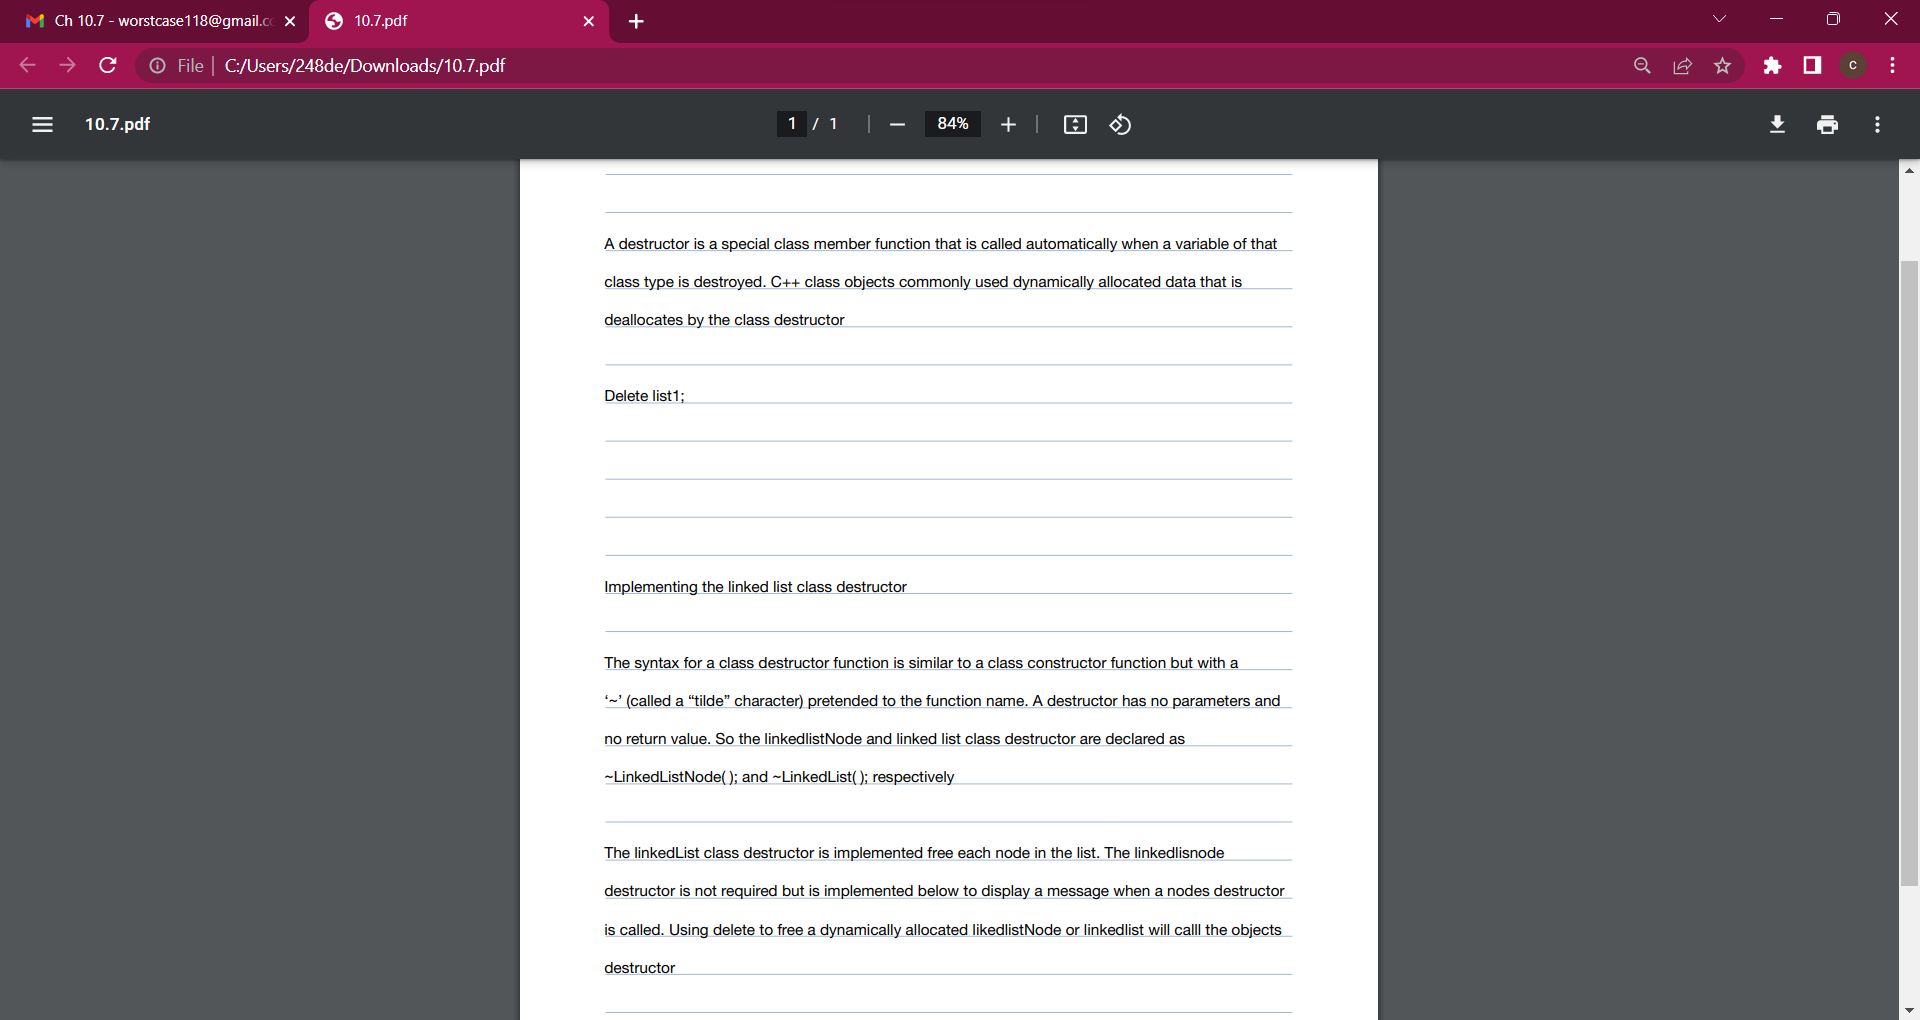 Ch 10.7 - worstcase118@gmail.c
10.7.pdf
File
C:/Users/248de/Downloads/10.7.pdf
c
10.7.pdf
1 / 1
84%
A destructor is a special class member function that is called automatically when a variable of that
class type is destroyed. C++ class objects commonly used dynamically allocated data that is
deallocates by the class destructor
Delete list1;
Implementing the linked list class destructor
The syntax for a class destructor function is similar to a class constructor function but with a
‘~’ (called a “tilde” character) pretended to the function name. A destructor has no parameters and
no return value. So the linkedlistNode and linked list class destructor are declared as
~LinkedListNode( ); and ~LinkedList( ); respectively
The linkedList class destructor is implemented free each node in the list. The linkedlisnode
destructor is not required but is implemented below to display a message when a nodes destructor
is called. Using delete to free a dynamically allocated likedlistNode or linkedlist will calll the objects
destructor